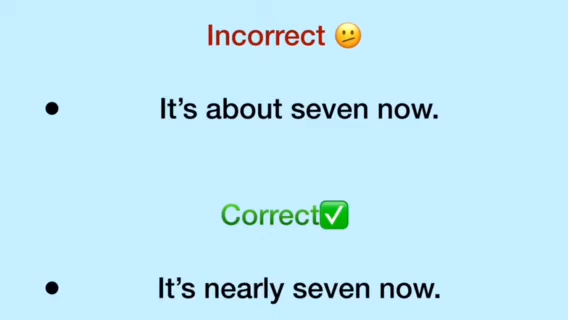 Incorrect 🫤
• It’s about seven now.
Correct✅
• It’s nearly seven now.